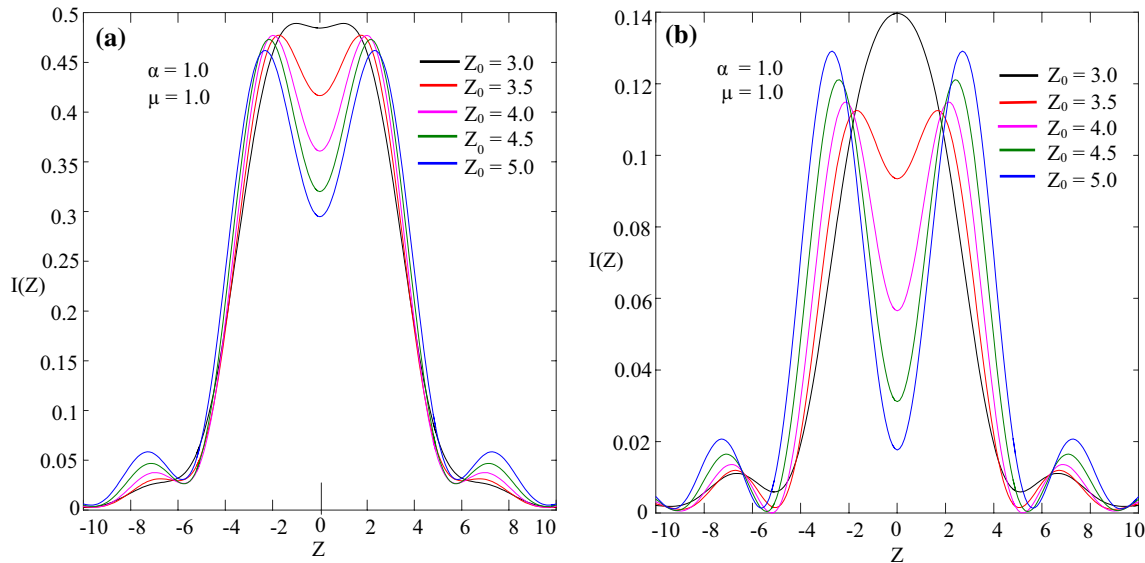 (a)
0.5
0.45
0.4
0.35
0.3
0.25
0.4
0.15
0.1
0.05
0
I(Z)
α = 1.0
μ = 1.0
Z₀ = 3.0
Z₀ = 3.5
Z₀ = 4.0
Z₀ = 4.5
Z₀ = 5.0
-10 -8 -6 -4 -2 0 2 4 6 8 10
Z
(b)
0.14
0.12
0.1
0.08
0.06
0.04
0.02
0
I(Z)
α = 1.0
μ = 1.0
Z₀ = 3.0
Z₀ = 3.5
Z₀ = 4.0
Z₀ = 4.5
Z₀ = 5.0
-10 -8 -6 -4 -2 0 2 4 6 8 10
Z